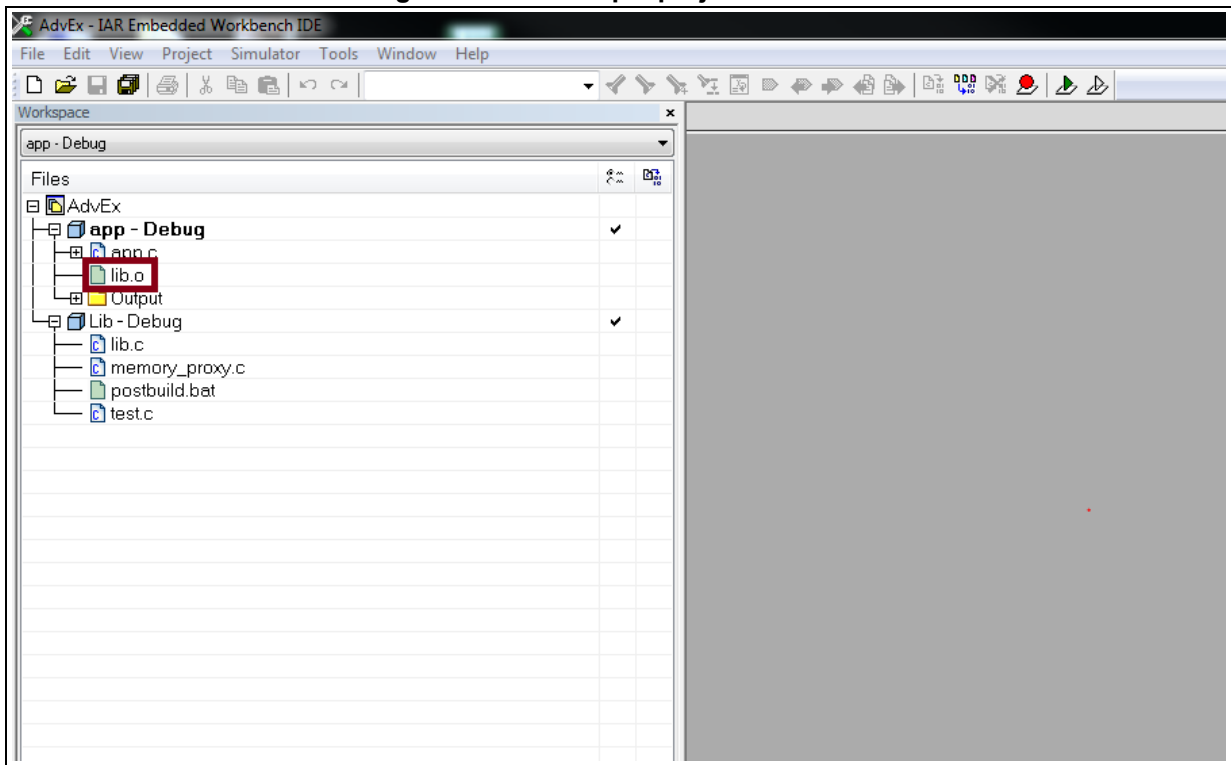 AdvEx - IAR Embedded Workbench IDE
File Edit View Project Simulator Tools Window Help
Workspace
app - Debug
Files
AdvEx
app - Debug
app.c
lib.o
Output
Lib - Debug
lib.c
memory_proxy.c
postbuild.bat
test.c